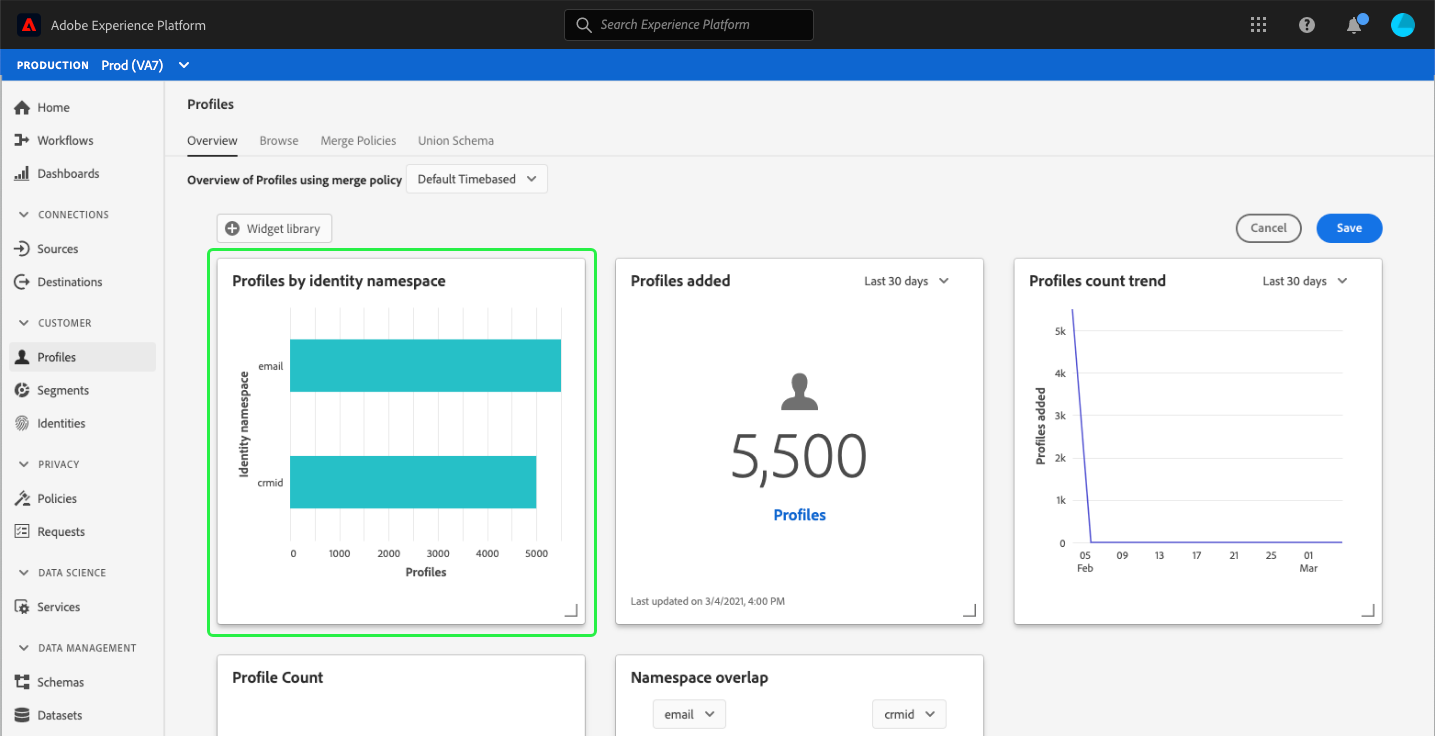 Adobe Experience Platform
Search Experience Platform
PRODUCTION Prod (VA7)
Home
Workflows
Dashboards
CONNECTIONS
Sources
Destinations
CUSTOMER
Profiles
Segments
Identities
PRIVACY
Policies
Requests
DATA SCIENCE
Services
DATA MANAGEMENT
Schemas
Datasets
Profiles
Overview Browse Merge Policies Union Schema
Overview of Profiles using merge policy Default Timebased
Widget library
Cancel Save
Profiles by identity namespace
Identity namespace
email
crmid
0 1000 2000 3000 4000 5000
Profiles
Profiles added Last 30 days
5,500
Profiles
Last updated on 3/4/2021, 4:00 PM
Profiles count trend Last 30 days
Profiles added
5k
4k
3k
2k
1k
0
05 09 13 17 21 25 01
Feb Mar
Profile Count
Namespace overlap
email crmid